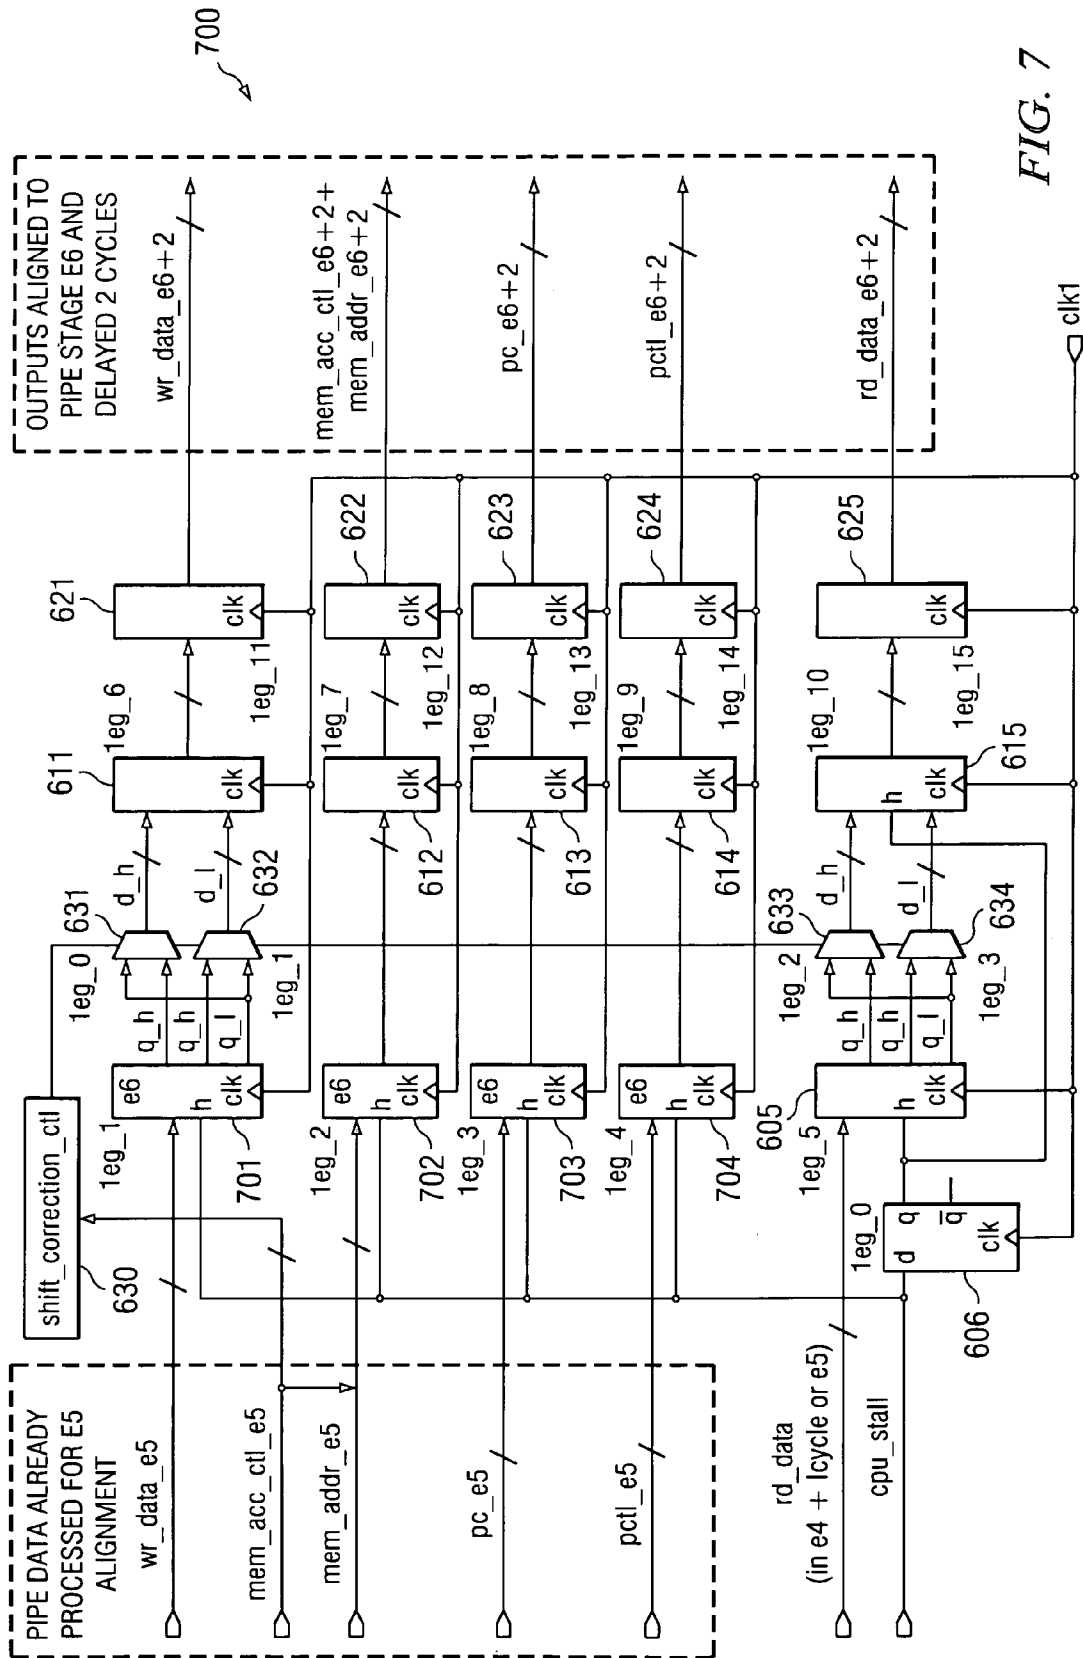 700
PIPE DATA ALREADY
PROCESSED FOR E5
ALIGNMENT
OUTPUTS ALIGNED TO
PIPE STAGE E6 AND
DELAYED 2 CYCLES
shift_correction_ctl
630
wr_data_e5
1eg_1
e6
h
clk
701
q_h
q_h
q_l
1eg_0
631
1eg_1
632
d_h
d_l
611
clk
1eg_6
621
clk
1eg_11
wr_data_e6+2
mem_acc_ctl_e5
mem_addr_e5
1eg_2
e6
h
clk
702
612
clk
1eg_7
622
clk
1eg_12
mem_acc_ctl_e6+2+
mem_addr_e6+2
pc_e5
1eg_3
e6
h
clk
703
613
clk
1eg_8
623
clk
1eg_13
pc_e6+2
pctl_e5
1eg_4
e6
h
clk
704
614
clk
1eg_9
624
clk
1eg_14
pctl_e6+2
rd_data
(in e4 + lcycle or e5)
1eg_5
605
h
clk
q_h
q_h
q_l
1eg_2
633
1eg_3
634
d_h
d_l
h
clk
615
1eg_10
625
clk
1eg_15
rd_data_e6+2
cpu_stall
1eg_0
d
q
q
clk
606
clk1
FIG. 7